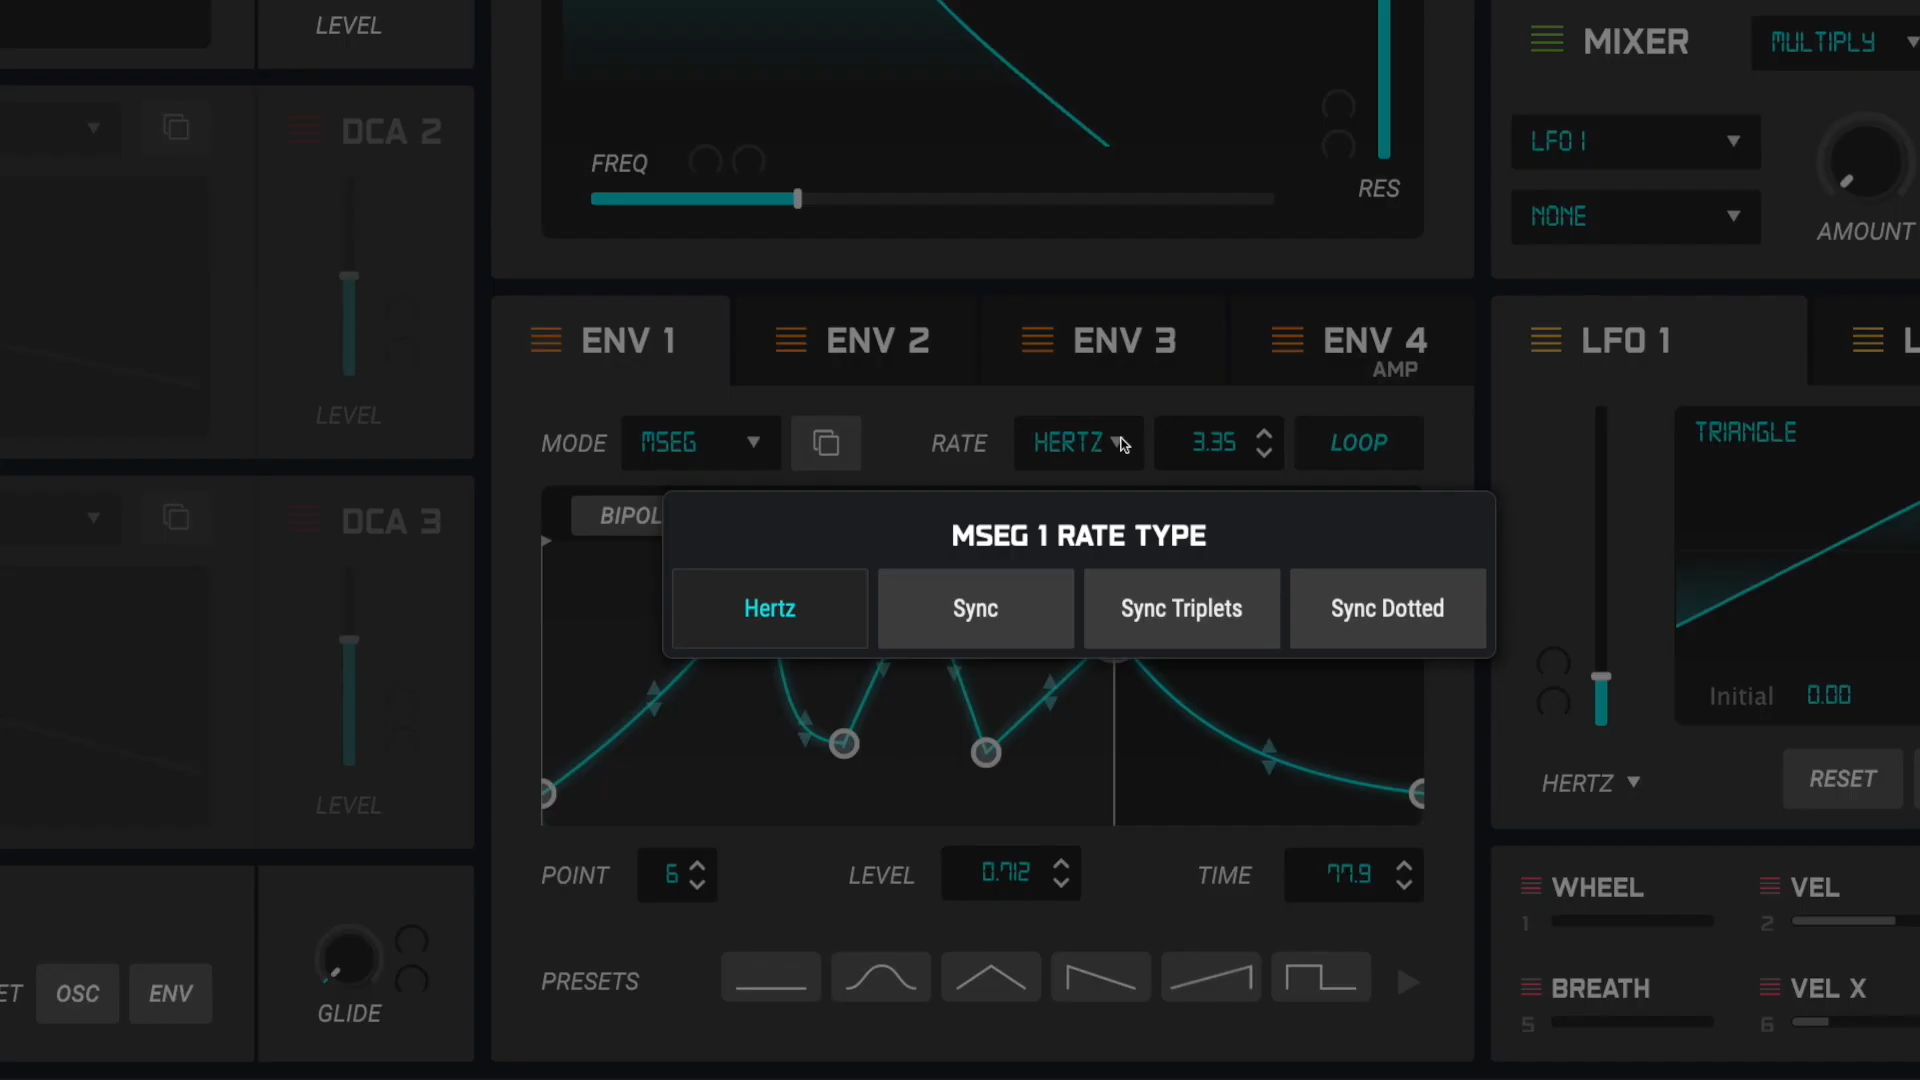 LEVEL
DCA 2
LEVEL
DCA 3
LEVEL
ET
OSC
ENV
GLIDE
FREQ
RES
MIXER
MULTIPLY
LFO 1
NONE
AMOUNT
ENV 1
ENV 2
ENV 3
ENV 4
AMP
MODE
MSEG
RATE
HERTZ
3.35
LOOP
BIPOL
MSEG 1 RATE TYPE
Hertz
Sync
Sync Triplets
Sync Dotted
POINT
6
LEVEL
0.712
TIME
77.9
PRESETS
LFO 1
L
TRIANGLE
Initial
0.00
HERTZ
RESET
WHEEL
1
VEL
2
BREATH
5
VEL X
6